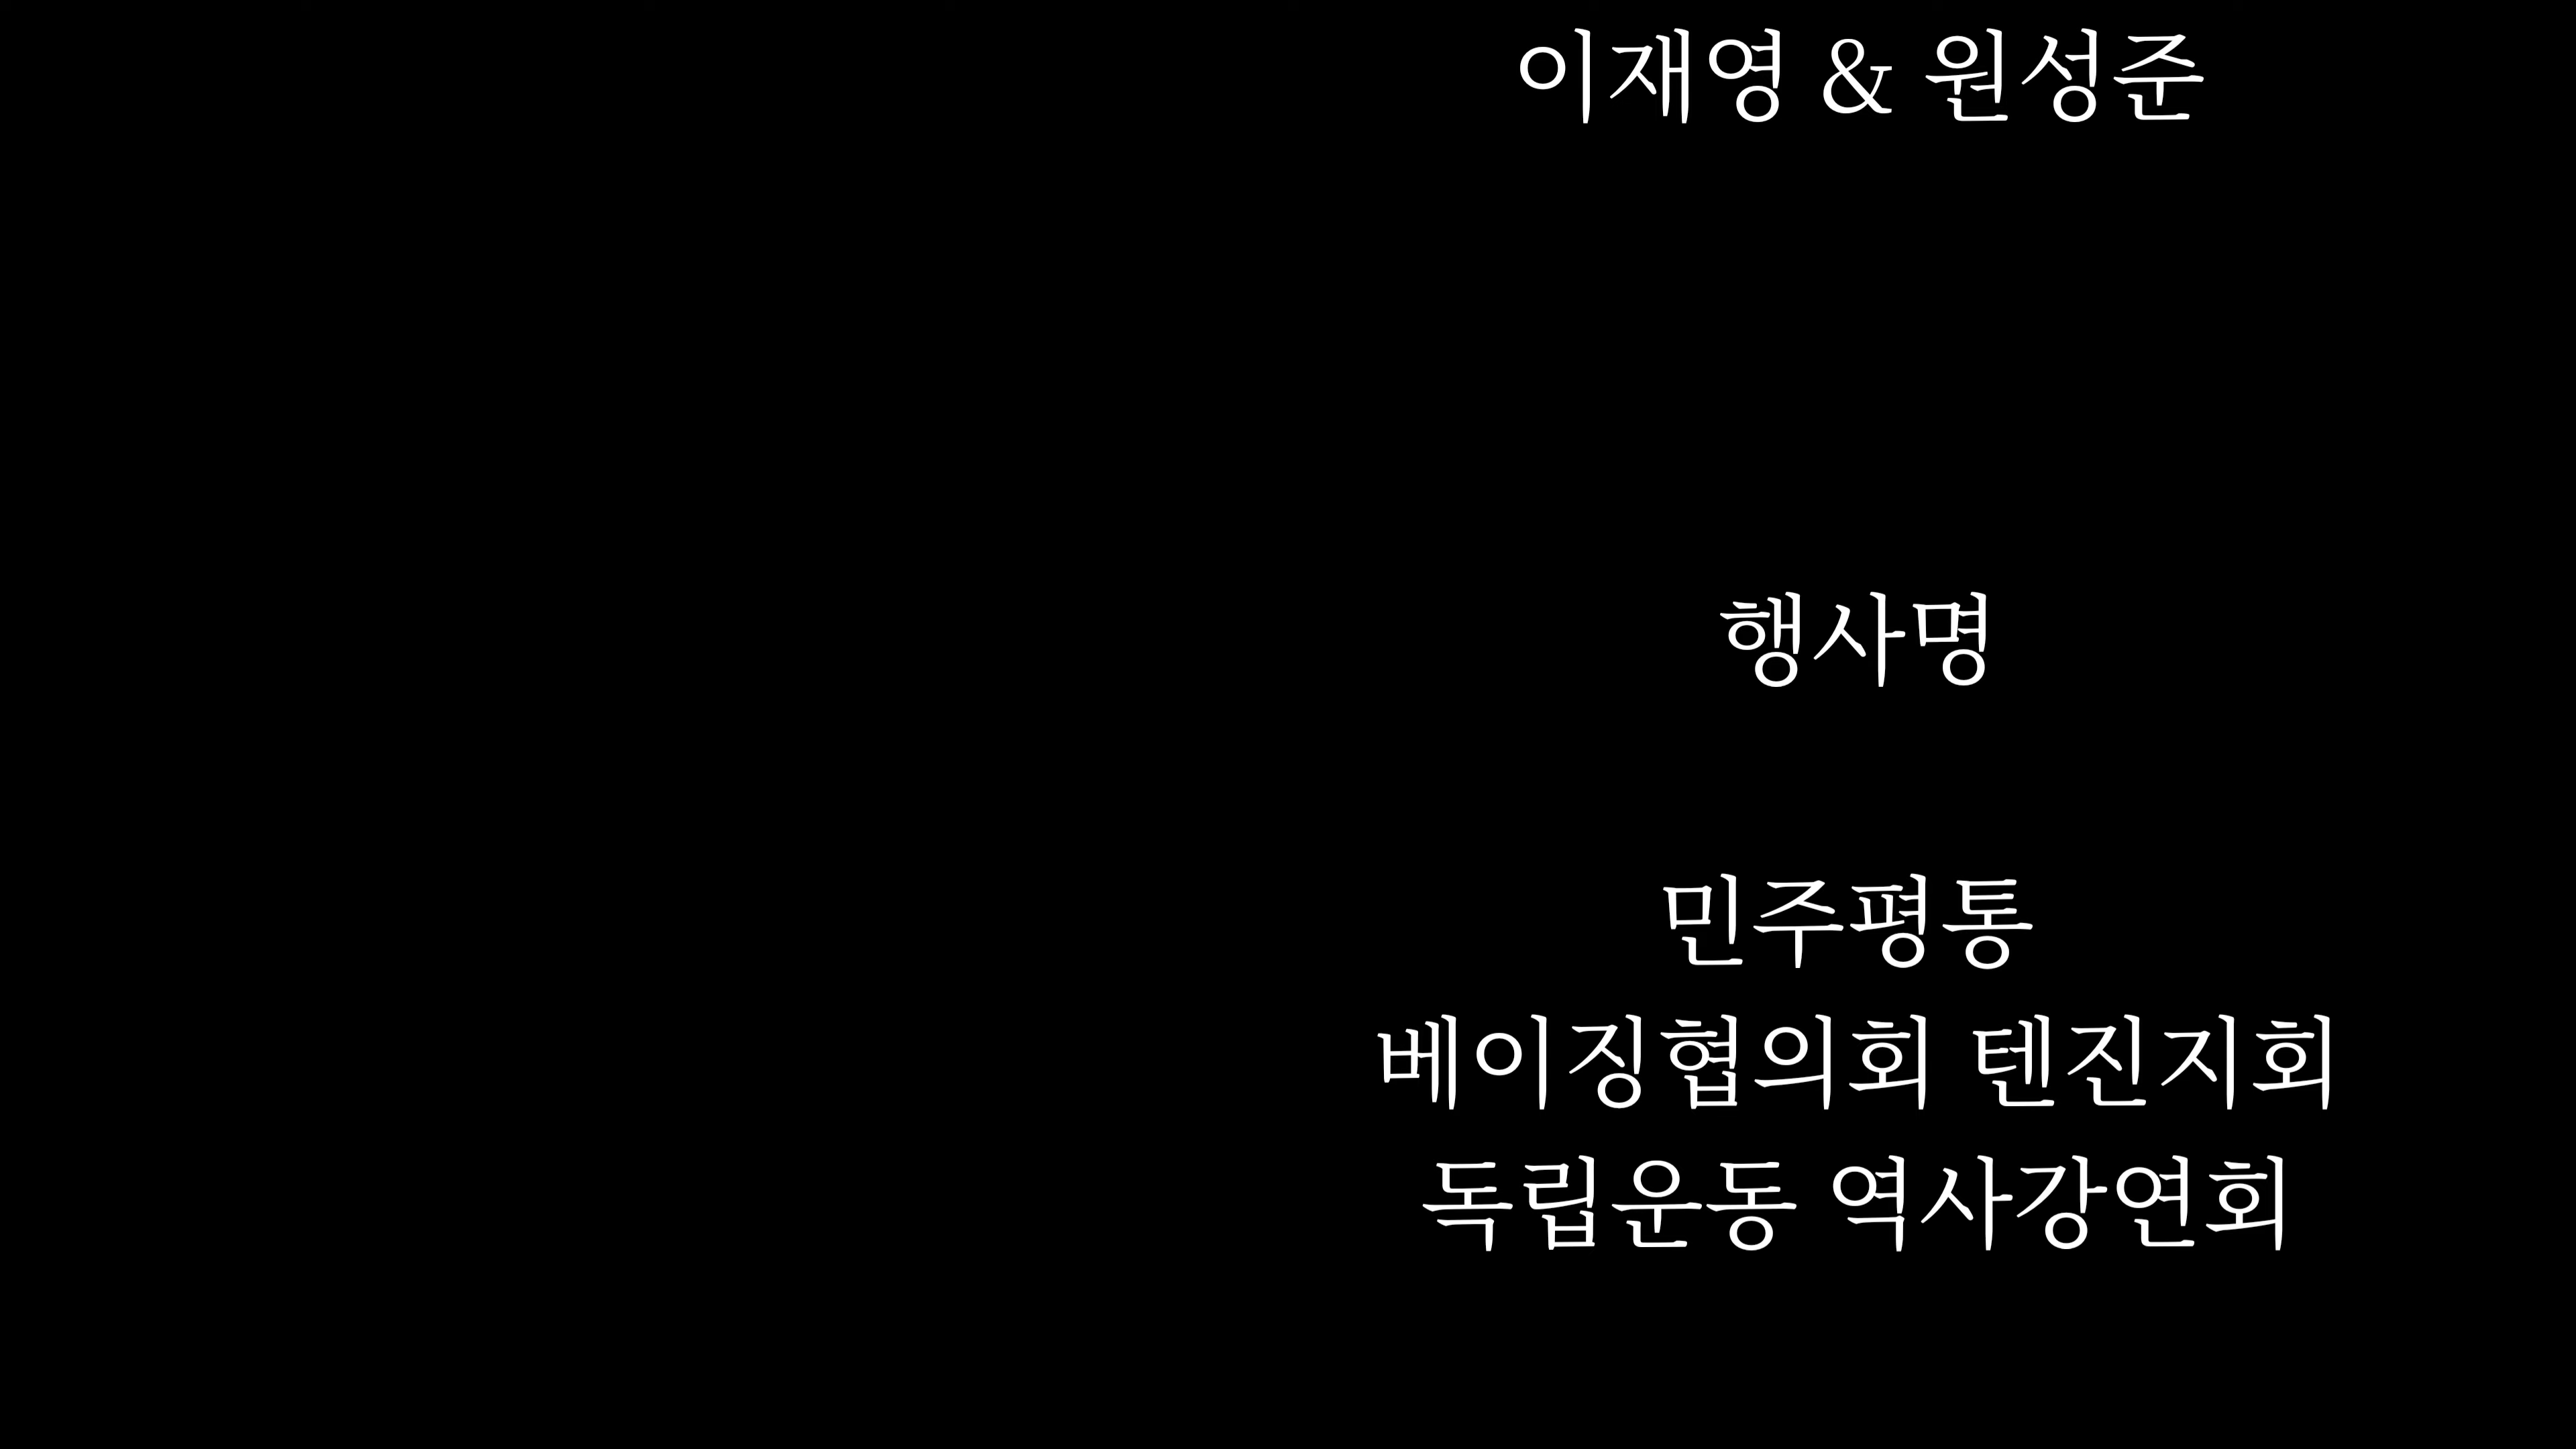 이재영 & 원성준
행사명
민주평통
베이징협의회 텐진지회
독립운동 역사강연회